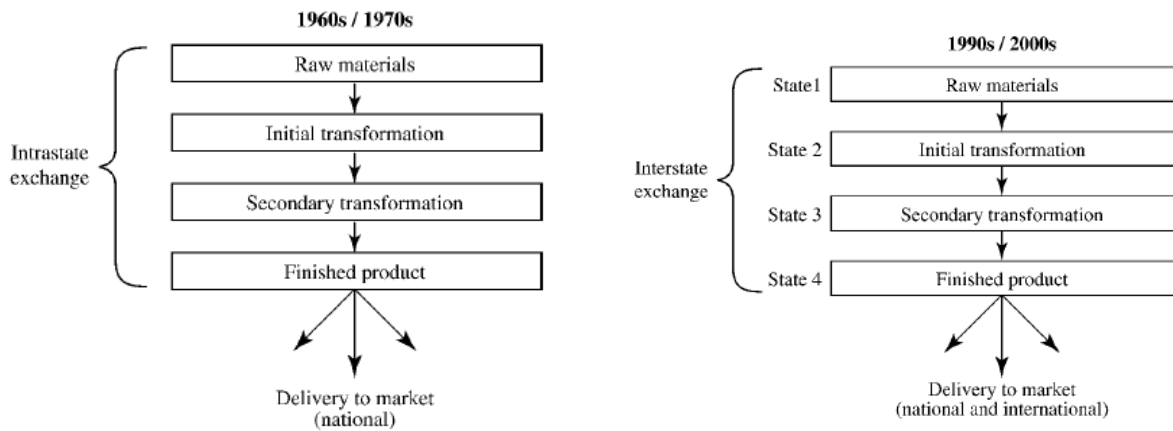 1960s / 1970s
Raw materials
Initial transformation
Intrastate
exchange
Secondary transformation
Finished product
Delivery to market
(national)
1990s / 2000s
State1
Raw materials
State 2
Initial transformation
Interstate
exchange
State 3
Secondary transformation
State 4
Finished product
Delivery to market
(national and international)